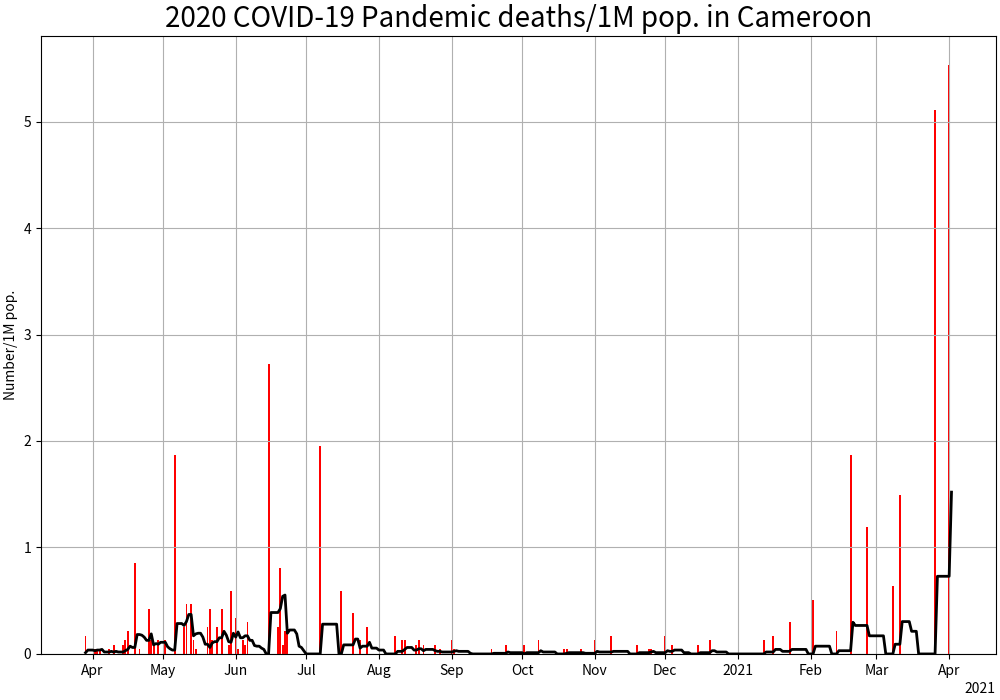 2020 COVID-19 Pandemic deaths/1M pop. in Cameroon
Number/1M pop.
5
4
3
2
1
0
Apr May Jun Jul Aug Sep Oct Nov Dec 2021 Feb Mar Apr
2021